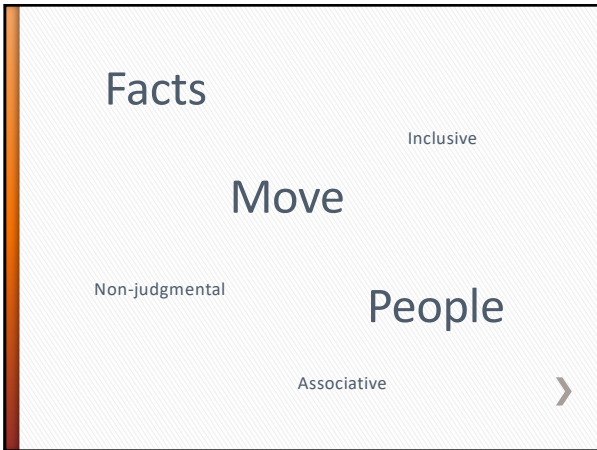 Facts
Inclusive
Move
Non-judgmental
People
Associative